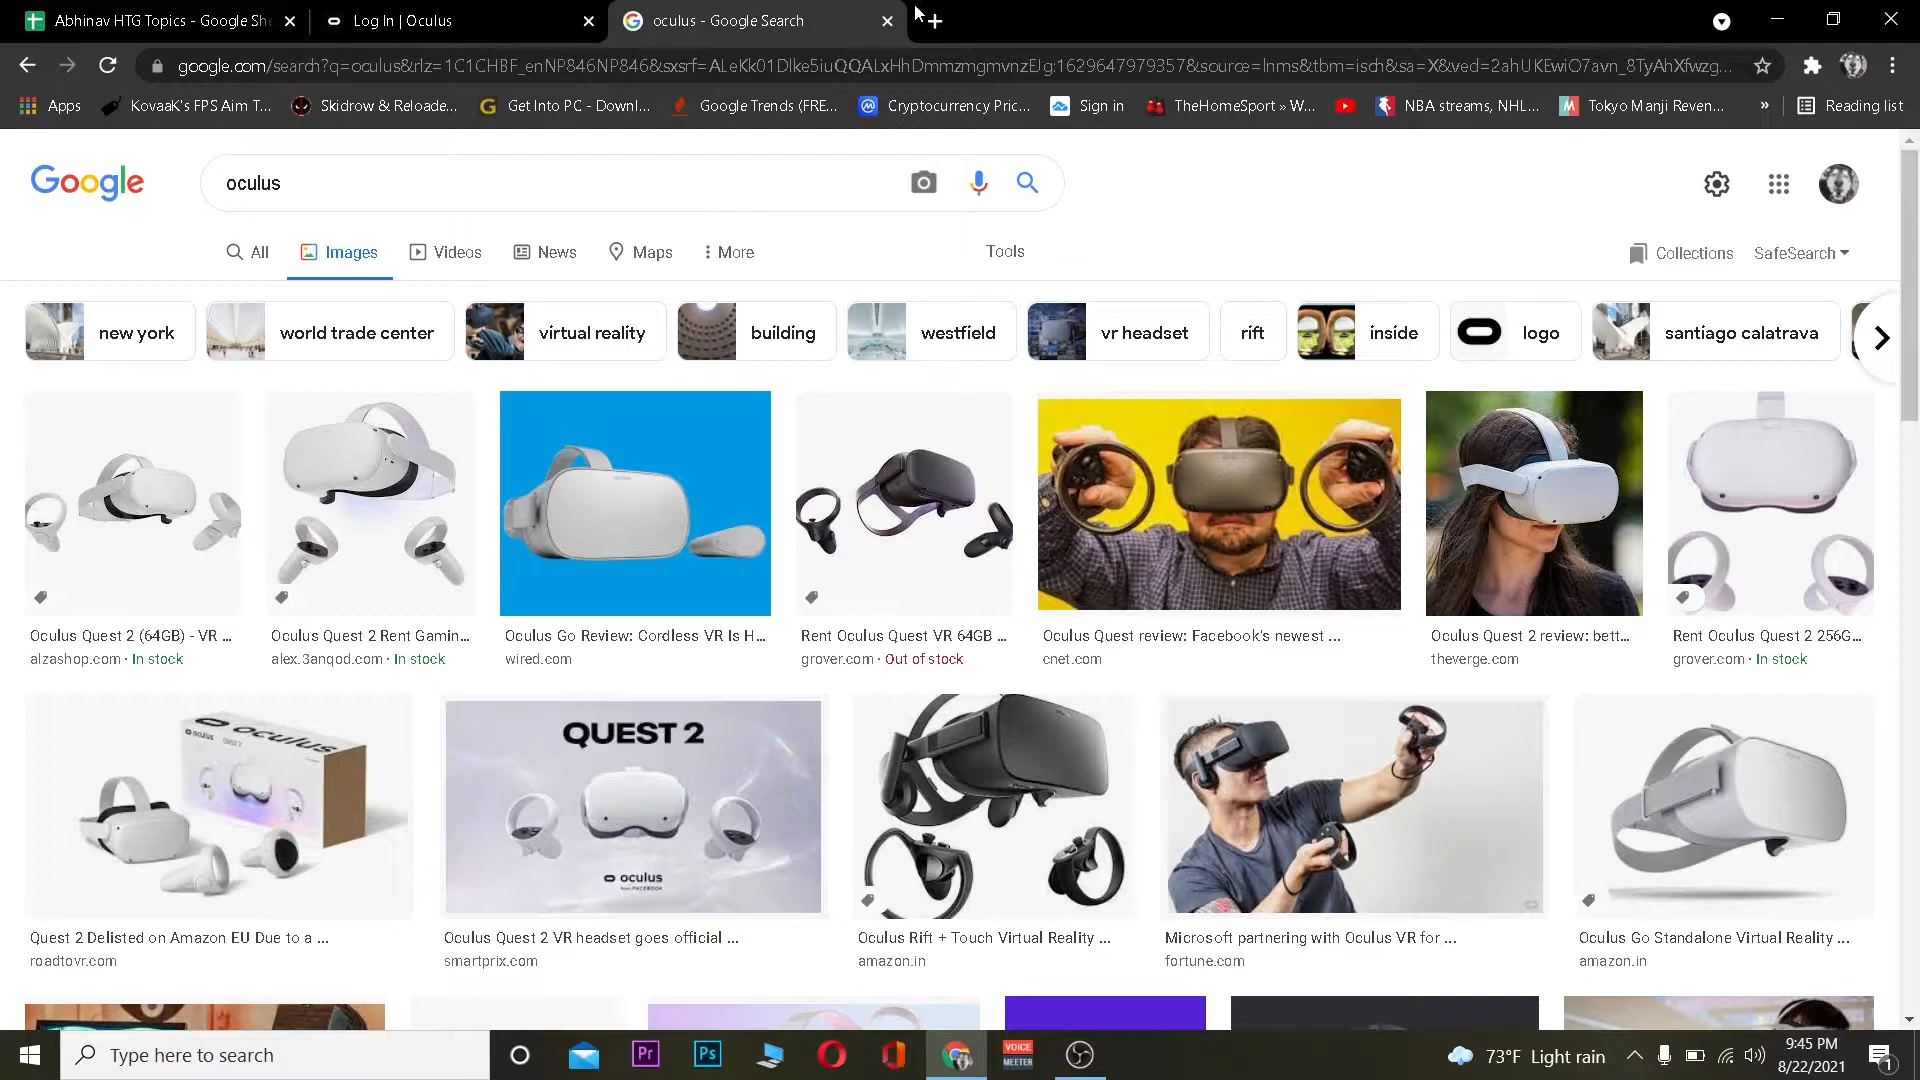 Abhinav HTG Topics - Google She
Log In | Oculus
oculus - Google Search
google.com/search?q=oculus&rlz=1C1CHBF_enNP846NP846&sxsrf=
Apps
KovaaK's FPS Aim T...
Skidrow & Reloade...
Get Into PC - Downl...
Google Trends (FRE...
Cryptocurrency Pric...
Sign in
TheHomeSport » W...
NBA streams, NHL...
Tokyo Manji Reven...
»
Reading list
Google
oculus
All
Images
Videos
News
Maps
More
Tools
Collections
SafeSearch
new york
world trade center
virtual reality
building
westfield
vr headset
rift
inside
logo
santiago calatrava
Oculus Quest 2 (64GB) - VR ...
alzashop.com · In stock
Oculus Quest 2 Rent Gamin...
alex.3anqod.com · In stock
Oculus Go Review: Cordless VR Is H...
wired.com
Rent Oculus Quest VR 64GB ...
grover.com · Out of stock
Oculus Quest review: Facebook's newest ...
cnet.com
Oculus Quest 2 review: bett...
theverge.com
Rent Oculus Quest 2 256G...
grover.com · In stock
oculus
oculus
QUEST 2
oculus
from FACEBOOK
Quest 2 Delisted on Amazon EU Due to a ...
roadtovr.com
Oculus Quest 2 VR headset goes official ...
smartprix.com
Oculus Rift + Touch Virtual Reality ...
amazon.in
Microsoft partnering with Oculus VR for ...
fortune.com
Oculus Go Standalone Virtual Reality ...
amazon.in
Type here to search
Pr
Ps
VOICE
MEETER
73°F Light rain
9:45 PM
8/22/2021
1